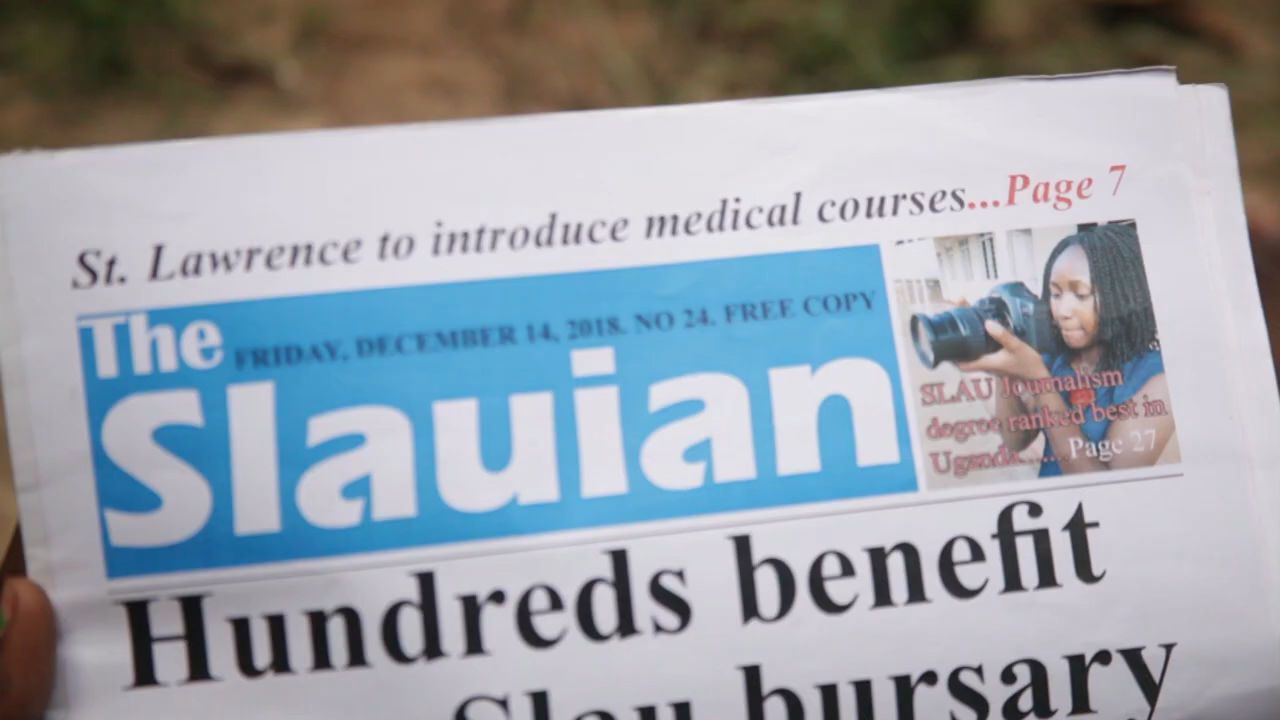 St. Lawrence to introduce medical courses...Page 7
The
FRIDAY, DECEMBER 14, 2018. NO 24. FREE COPY
Slauian
SLAU Journalism
degree ranked best in
Uganda...... Page 27
Hundreds benefit
Slau bursary